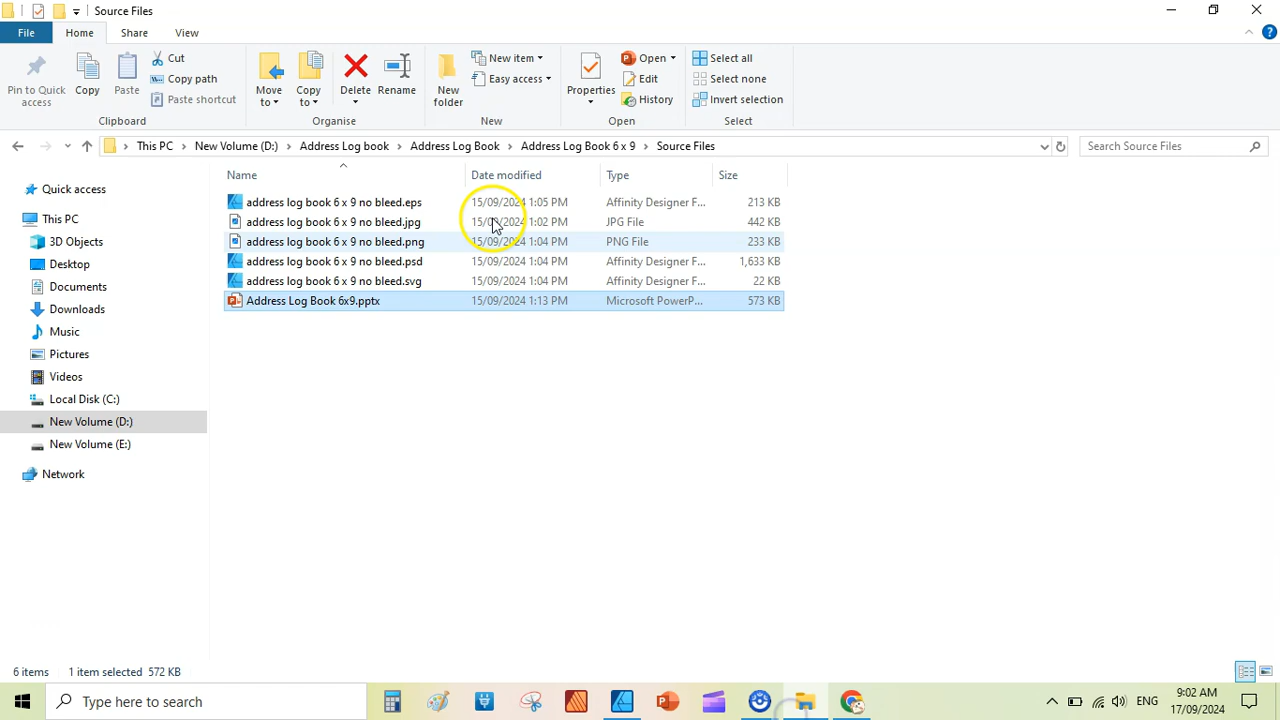 Source Files
File Home Share View
Pin to Quick access
Copy
Paste
Cut
Copy path
Paste shortcut
Clipboard
Move to
Copy to
Delete
Rename
Organise
New folder
New item
Easy access
New
Properties
Open
Edit
History
Open
Select all
Select none
Invert selection
Select
This PC New Volume (D:) Address Log book Address Log Book Address Log Book 6 x 9 Source Files
Search Source Files
Quick access
This PC
3D Objects
Desktop
Documents
Downloads
Music
Pictures
Videos
Local Disk (C:)
New Volume (D:)
New Volume (E:)
Network
Name Date modified Type Size
address log book 6 x 9 no bleed.eps 15/09/2024 1:05 PM Affinity Designer F... 213 KB
address log book 6 x 9 no bleed.jpg 15/09/2024 1:02 PM JPG File 442 KB
address log book 6 x 9 no bleed.png 15/09/2024 1:04 PM PNG File 233 KB
address log book 6 x 9 no bleed.psd 15/09/2024 1:04 PM Affinity Designer F... 1,633 KB
address log book 6 x 9 no bleed.svg 15/09/2024 1:04 PM Affinity Designer F... 22 KB
Address Log Book 6x9.pptx 15/09/2024 1:13 PM Microsoft PowerP... 573 KB
6 items 1 item selected 572 KB
Type here to search
ENG
9:02 AM
17/09/2024